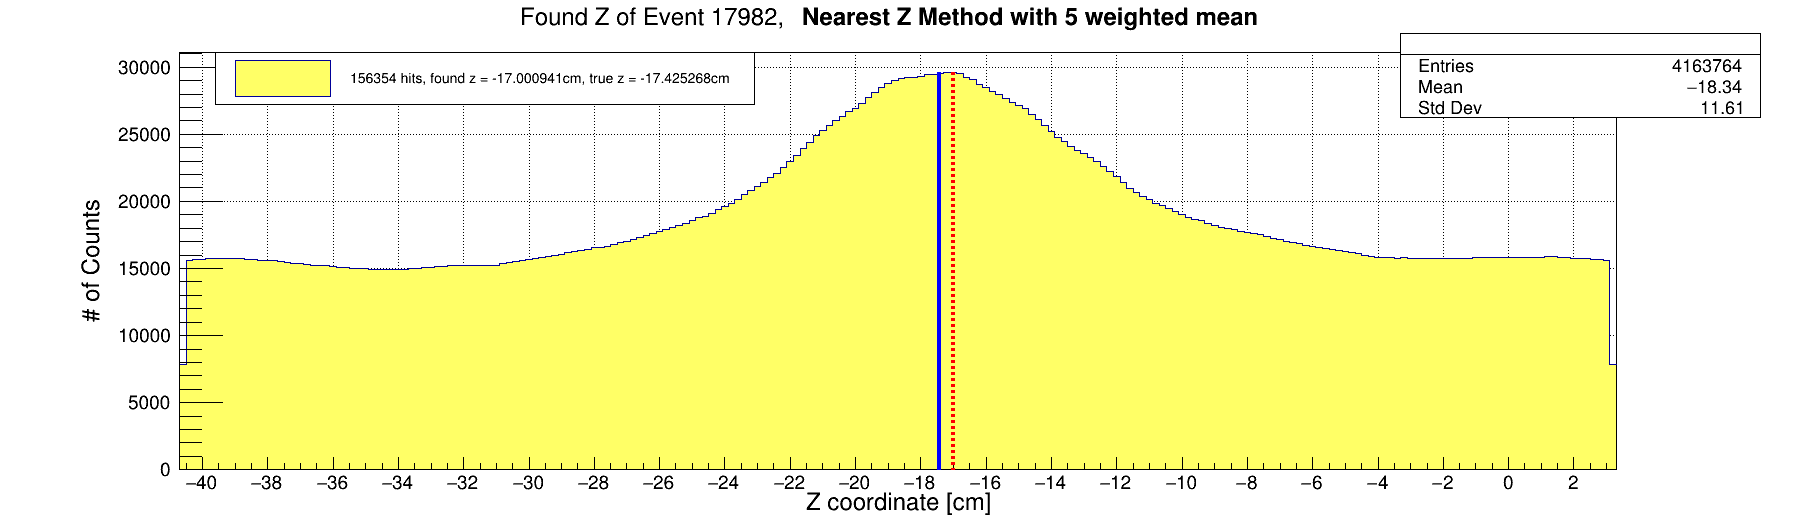 Found Z of Event 17982, Nearest Z Method with 5 weighted mean
156354 hits, found z = -17.000941cm, true z = -17.425268cm
Entries 4163764
Mean −18.34
Std Dev 11.61
# of Counts
30000
25000
20000
15000
10000
5000
0
−40 −38 −36 −34 −32 −30 −28 −26 −24 −22 −20 −18 −16 −14 −12 −10 −8 −6 −4 −2 0 2
Z coordinate [cm]